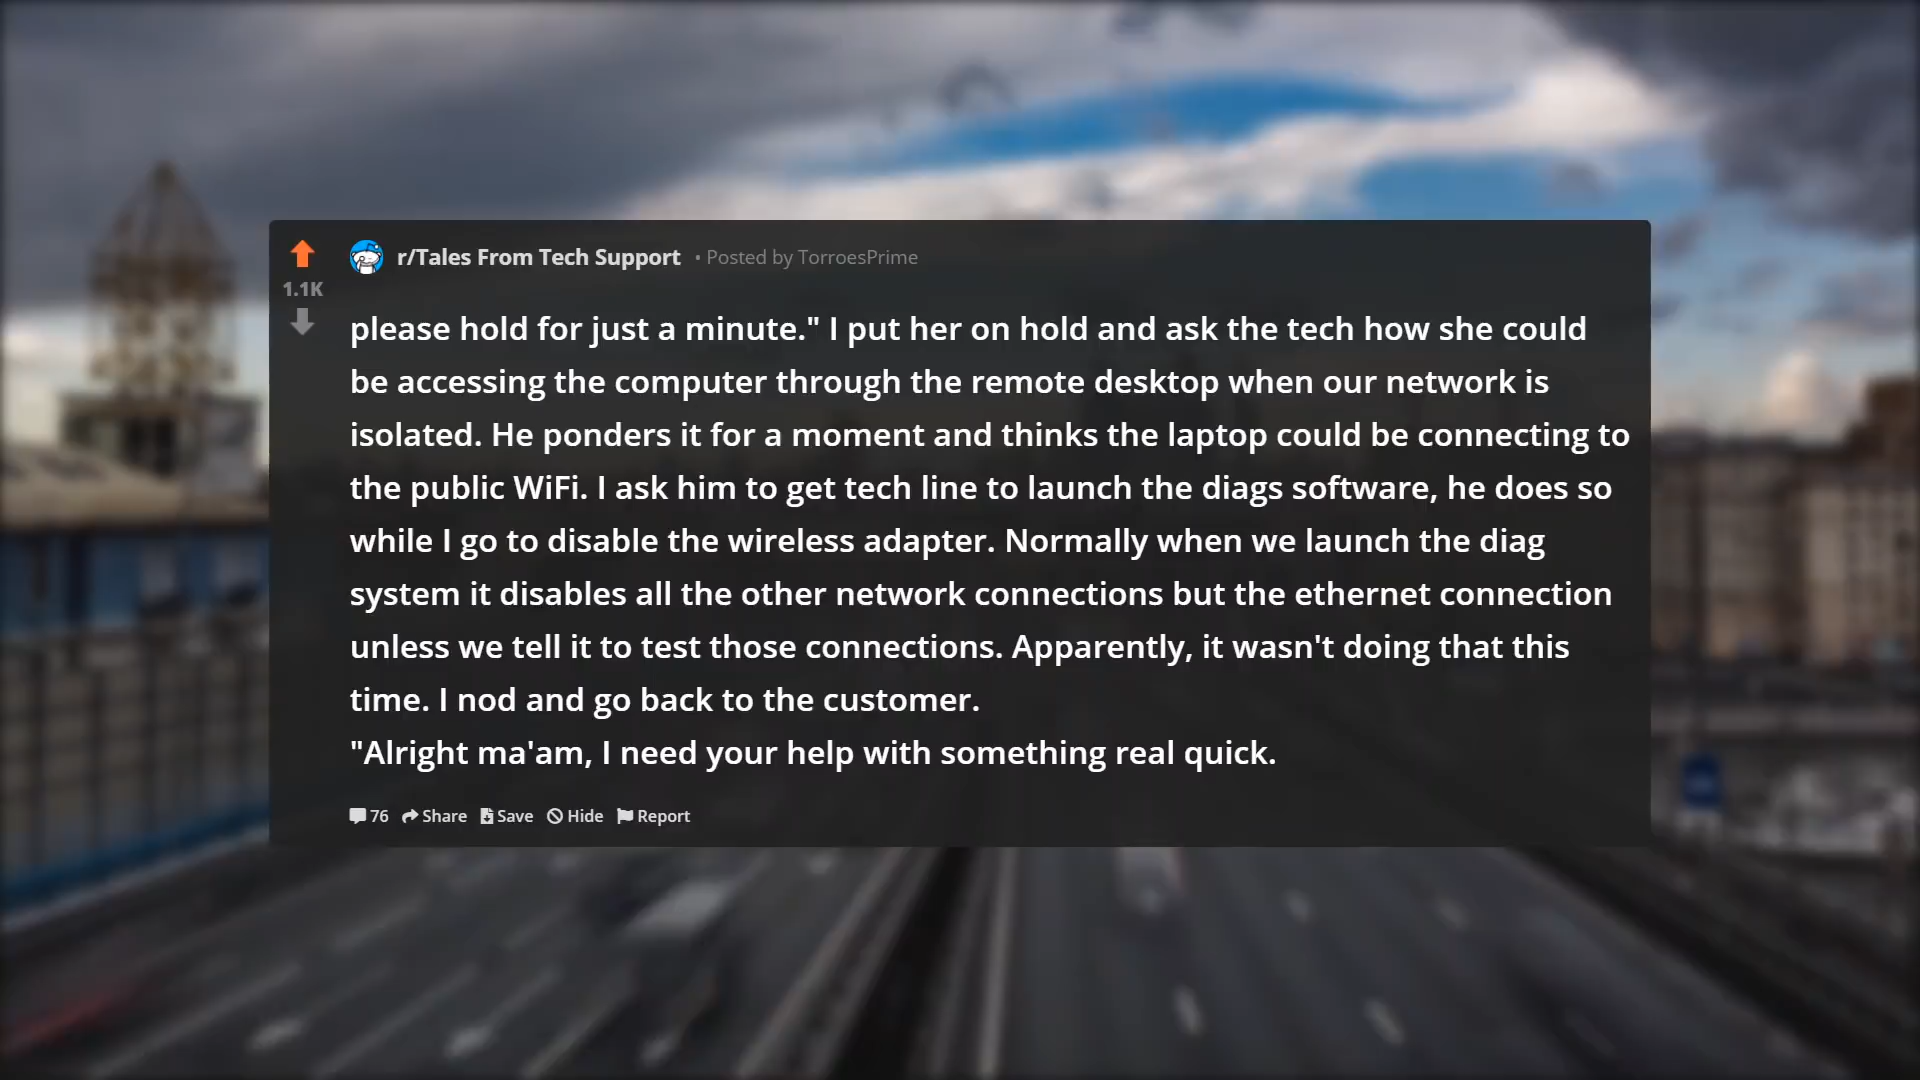 r/Tales From Tech Support • Posted by TorroesPrime
1.1K
please hold for just a minute." I put her on hold and ask the tech how she could
be accessing the computer through the remote desktop when our network is
isolated. He ponders it for a moment and thinks the laptop could be connecting to
the public WiFi. I ask him to get tech line to launch the diags software, he does so
while I go to disable the wireless adapter. Normally when we launch the diag
system it disables all the other network connections but the ethernet connection
unless we tell it to test those connections. Apparently, it wasn't doing that this
time. I nod and go back to the customer.
"Alright ma'am, I need your help with something real quick.
76 Share Save Hide Report